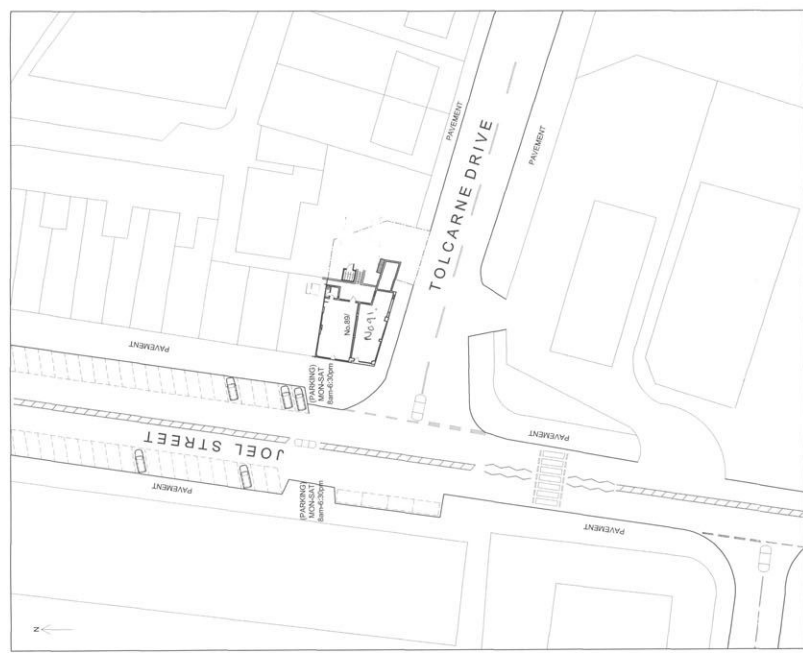 PAVEMENT
TOLCARNE DRIVE
PAVEMENT
No.89/
No.91
PAVEMENT
(PARKING)
MON-SAT
8am-6:30pm
JOEL STREET
PAVEMENT
(PARKING)
MON-SAT
8am-6:30pm
PAVEMENT
PAVEMENT
N